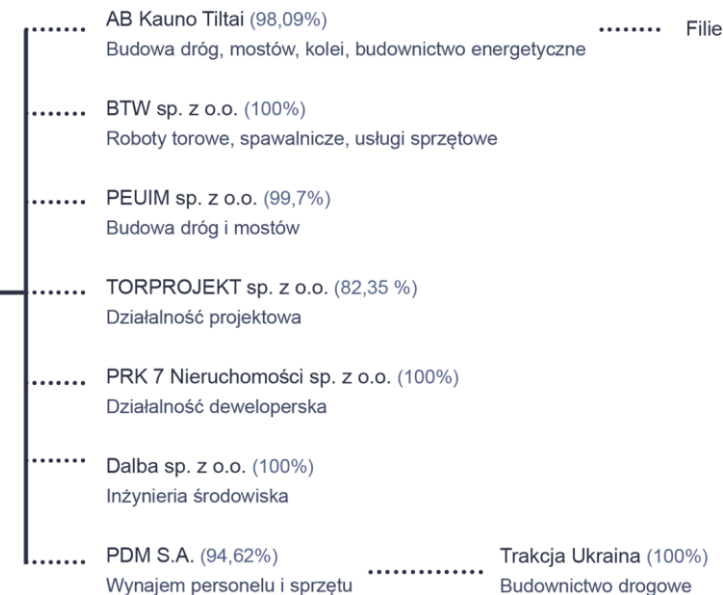 AB Kauno Tiltai (98,09%)
Budowa dróg, mostów, kolei, budownictwo energetyczne
Filie
BTW sp. z o.o. (100%)
Roboty torowe, spawalnicze, usługi sprzętowe
PEUIM sp. z o.o. (99,7%)
Budowa dróg i mostów
TORPROJEKT sp. z o.o. (82,35 %)
Działalność projektowa
PRK 7 Nieruchomości sp. z o.o. (100%)
Działalność deweloperska
Dalba sp. z o.o. (100%)
Inżynieria środowiska
PDM S.A. (94,62%)
Wynajem personelu i sprzętu
Trakcja Ukraina (100%)
Budownictwo drogowe